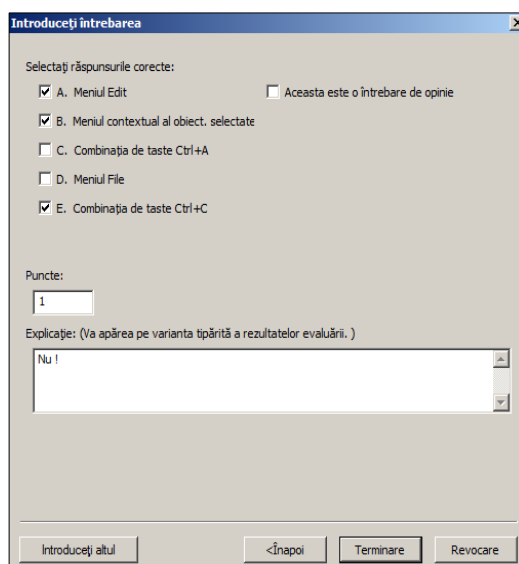 Introduceți întrebarea
Selectați răspunsurile corecte:
A. Meniul Edit
Aceasta este o întrebare de opinie
B. Meniul contextual al obiect. selectate
C. Combinația de taste Ctrl+A
D. Meniul File
E. Combinația de taste Ctrl+C
Puncte:
1
Explicație: (Va apărea pe varianta tipărită a rezultatelor evaluării. )
Nu !
Introduceți altul
<Înapoi
Terminare
Revocare